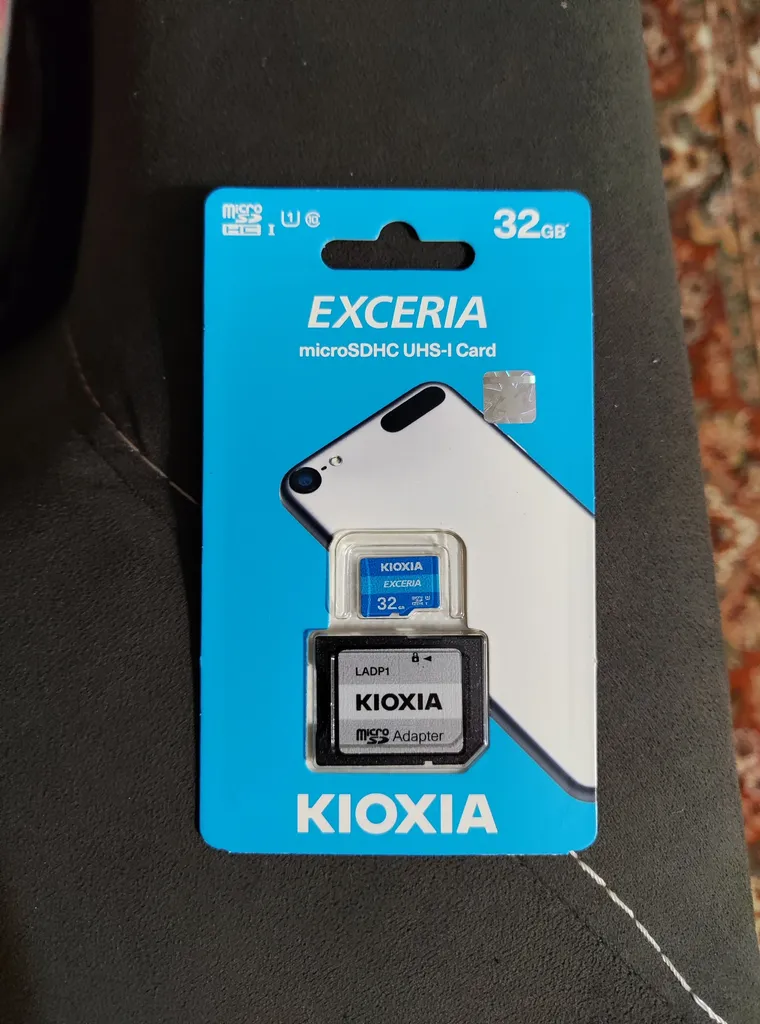 micro SD HC I U1 10
32GB*
EXCERIA
microSDHC UHS-I Card
KIOXIA
EXCERIA
32GB
LADP1
KIOXIA
micro SD Adapter
KIOXIA